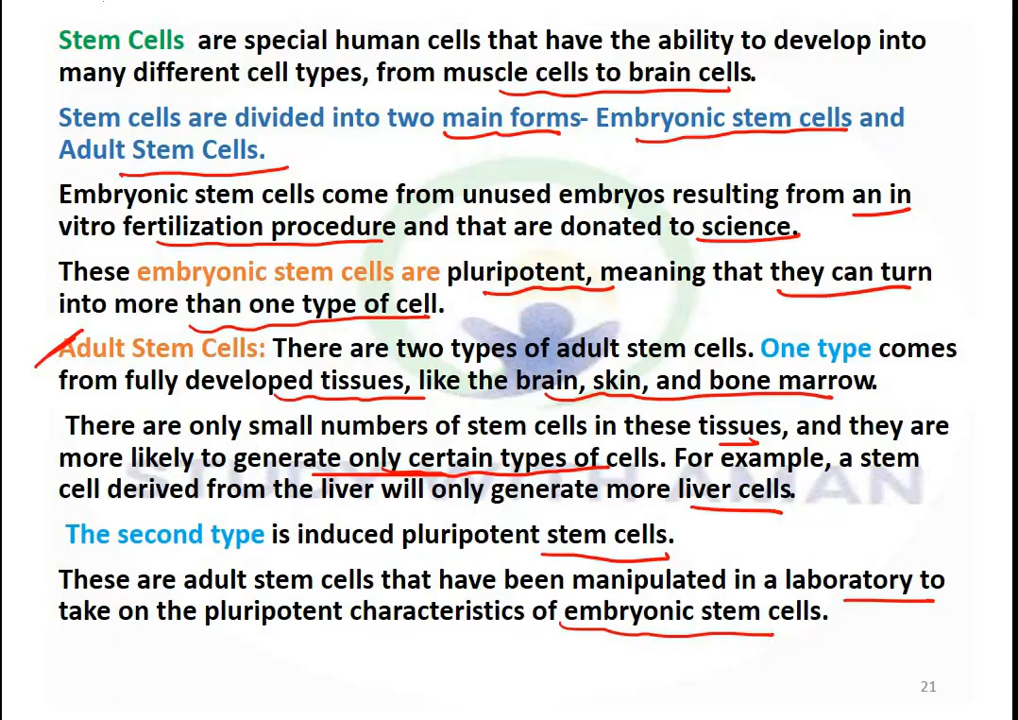 Stem Cells are special human cells that have the ability to develop into
many different cell types, from muscle cells to brain cells.
Stem cells are divided into two main forms- Embryonic stem cells and
Adult Stem Cells.
Embryonic stem cells come from unused embryos resulting from an in
vitro fertilization procedure and that are donated to science.
These embryonic stem cells are pluripotent, meaning that they can turn
into more than one type of cell.
Adult Stem Cells: There are two types of adult stem cells. One type comes
from fully developed tissues, like the brain, skin, and bone marrow.
There are only small numbers of stem cells in these tissues, and they are
more likely to generate only certain types of cells. For example, a stem
cell derived from the liver will only generate more liver cells.
STUDY WITH AMAN
The second type is induced pluripotent stem cells.
These are adult stem cells that have been manipulated in a laboratory to
take on the pluripotent characteristics of embryonic stem cells.
21